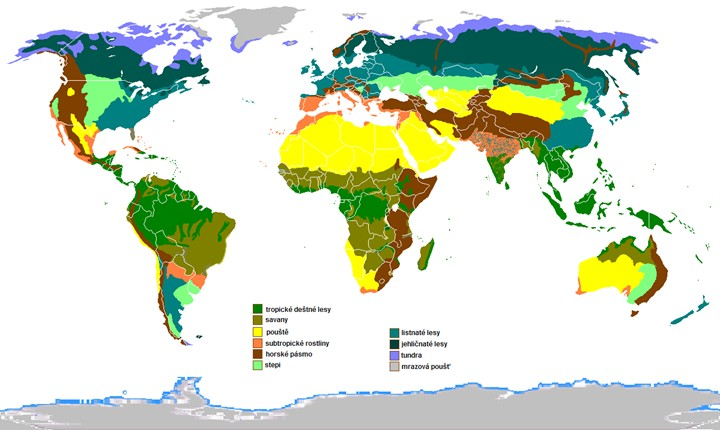 tropické deštné lesy
savany
pouště
subtropické rostliny
horské pásmo
stepi
listnaté lesy
jehličnaté lesy
tundra
mrazová poušť